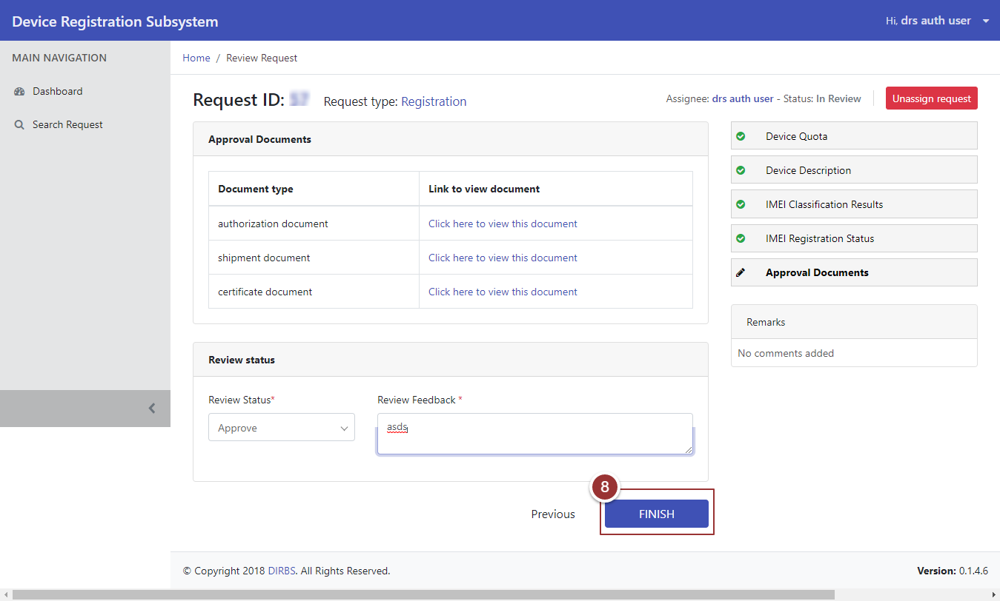 Device Registration Subsystem
Hi, drs auth user
MAIN NAVIGATION
Dashboard
Search Request
Home / Review Request
Request ID:
Request type: Registration
Assignee: drs auth user - Status: In Review
Unassign request
Approval Documents
Document type Link to view document
authorization document Click here to view this document
shipment document Click here to view this document
certificate document Click here to view this document
Review status
Review Status* Review Feedback *
Approve asds
8
Previous FINISH
Device Quota
Device Description
IMEI Classification Results
IMEI Registration Status
Approval Documents
Remarks
No comments added
© Copyright 2018 DIRBS. All Rights Reserved.
Version: 0.1.4.6